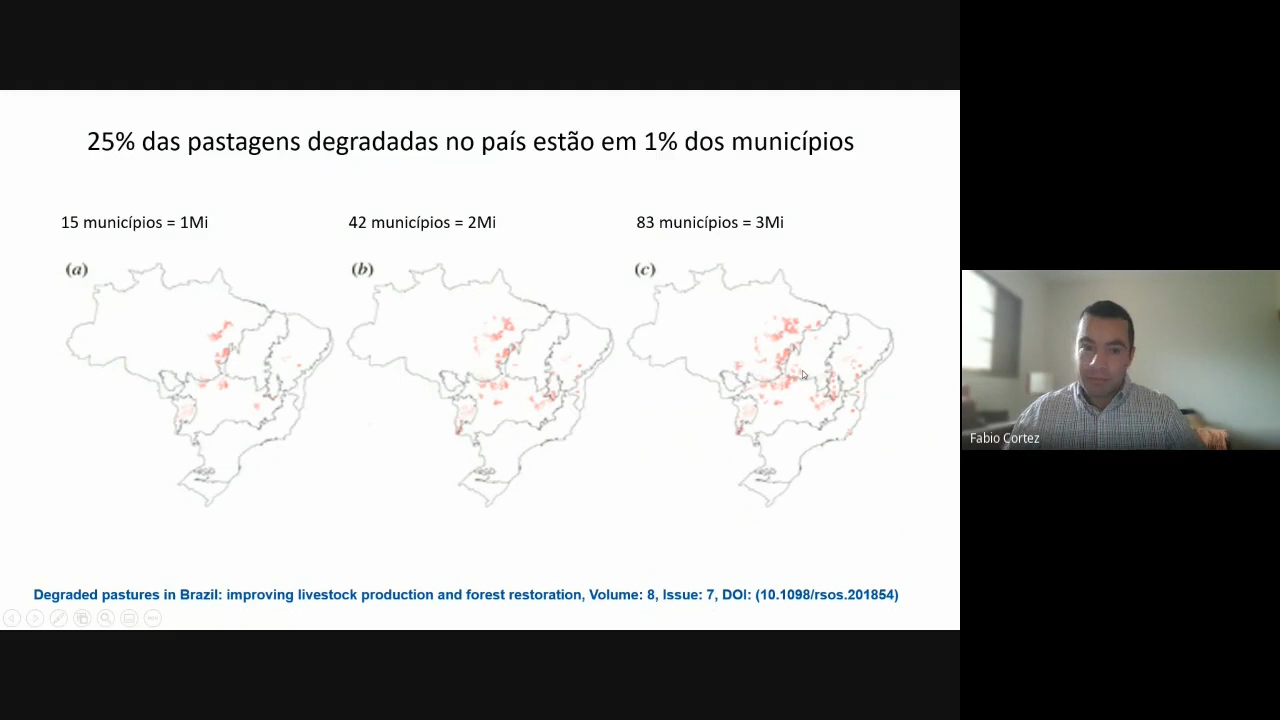 25% das pastagens degradadas no país estão em 1% dos municípios
15 municípios = 1Mi
42 municípios = 2Mi
83 municípios = 3Mi
(a)
(b)
(c)
Fabio Cortez
Degraded pastures in Brazil: improving livestock production and forest restoration, Volume: 8, Issue: 7, DOI: (10.1098/rsos.201854)